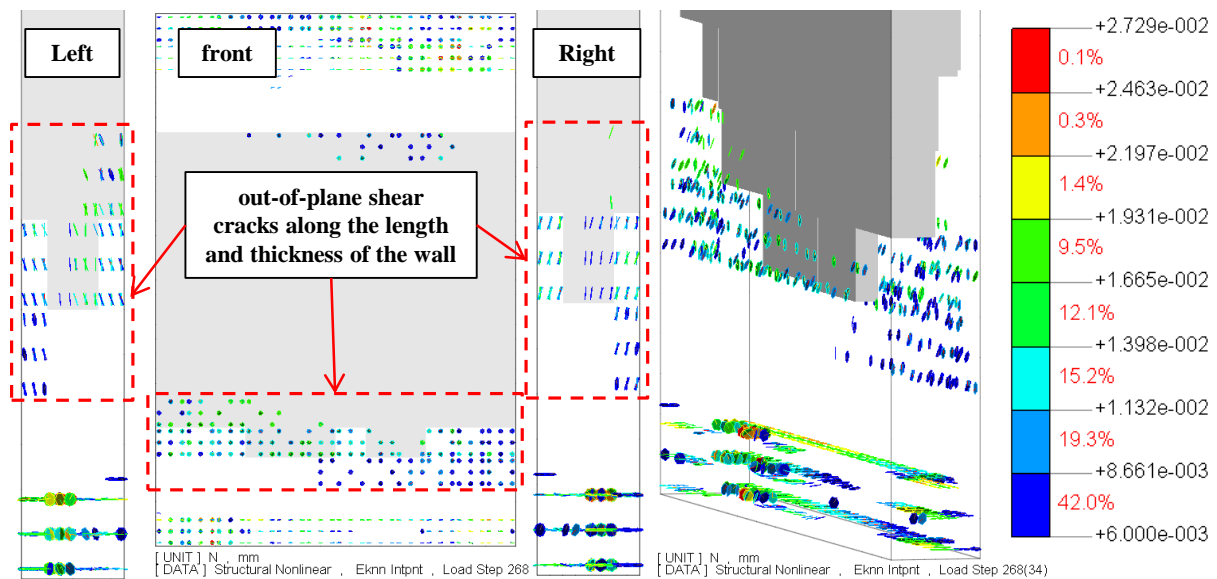 Left
front
Right
out-of-plane shear
cracks along the length
and thickness of the wall
[ UNIT ] N , mm
[ DATA ] Structural Nonlinear , Eknn Intpnt , Load Step 268
[ UNIT ] N , mm
[ DATA ] Structural Nonlinear , Eknn Intpnt , Load Step 268(34)
+2.729e-002
0.1%
+2.463e-002
0.3%
+2.197e-002
1.4%
+1.931e-002
9.5%
+1.665e-002
12.1%
+1.398e-002
15.2%
+1.132e-002
19.3%
+8.661e-003
42.0%
+6.000e-003